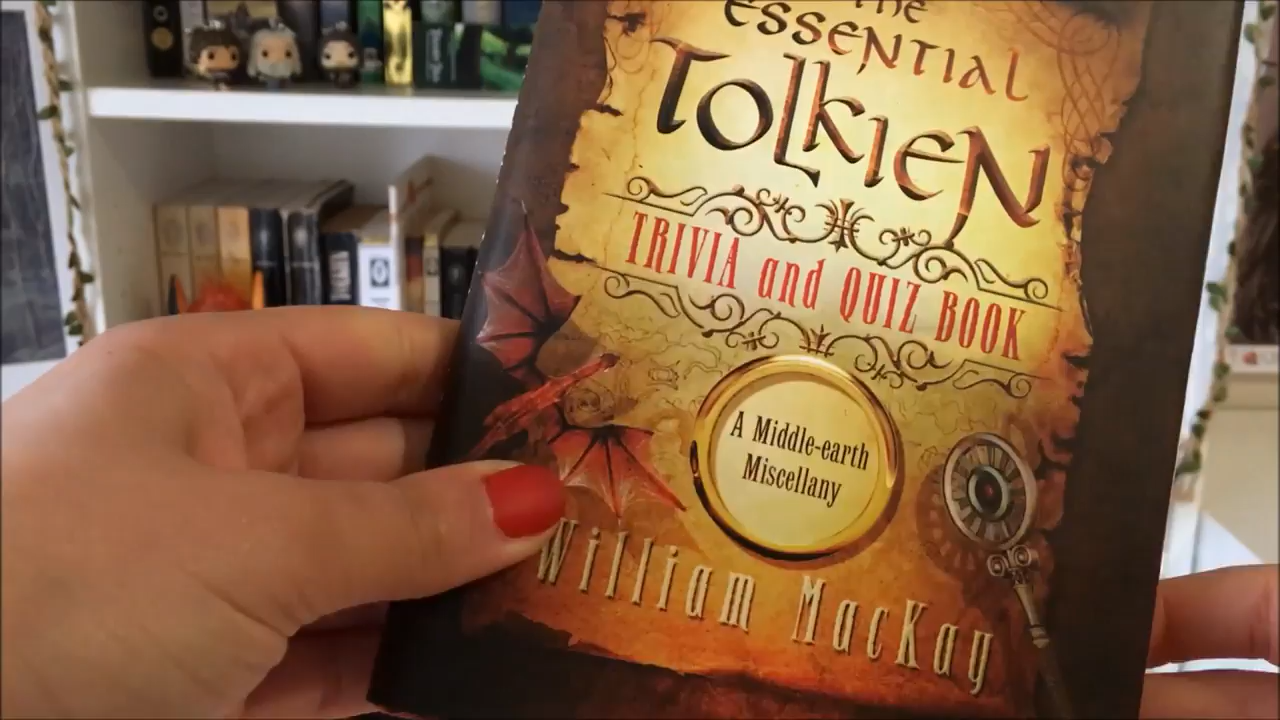 THE
ESSENTIAL
TOLKIEN
TRIVIA and QUIZ BOOK
A Middle-earth
Miscellany
William MacKay